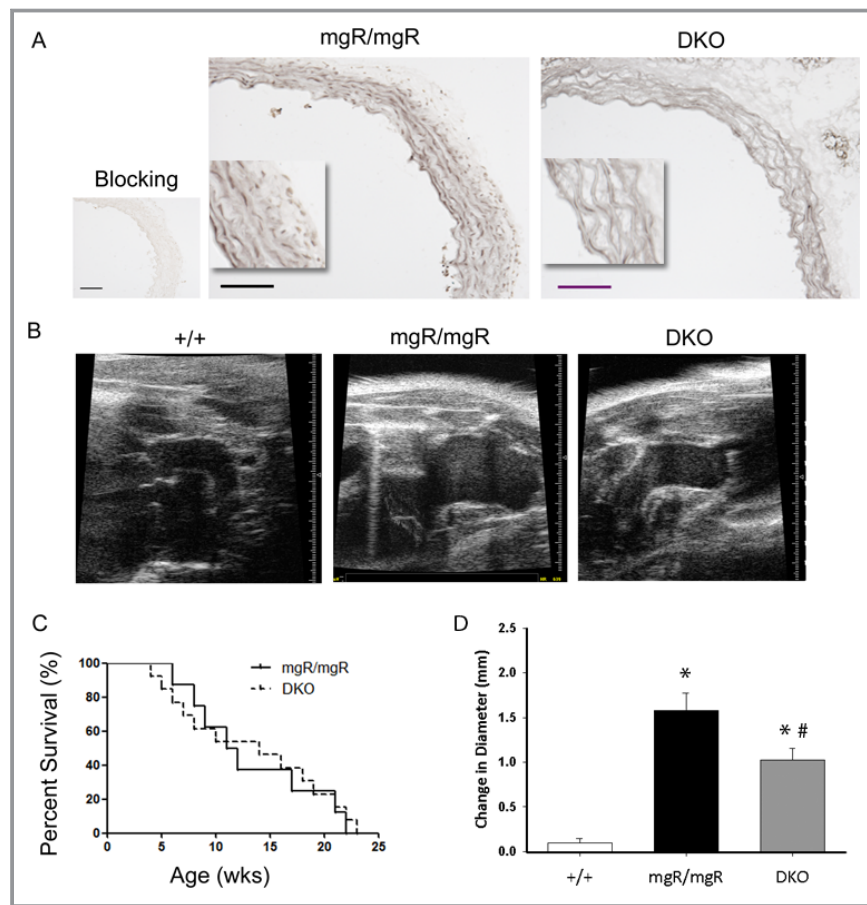 A
mgR/mgR
DKO
Blocking
B
+/+
mgR/mgR
DKO
C
Percent Survival (%)
100
80
60
40
20
0
0 5 10 15 20 25
Age (wks)
mgR/mgR
DKO
D
Change in Diameter (mm)
2.5
2.0
1.5
1.0
0.5
0.0
*
* #
+/+ mgR/mgR DKO